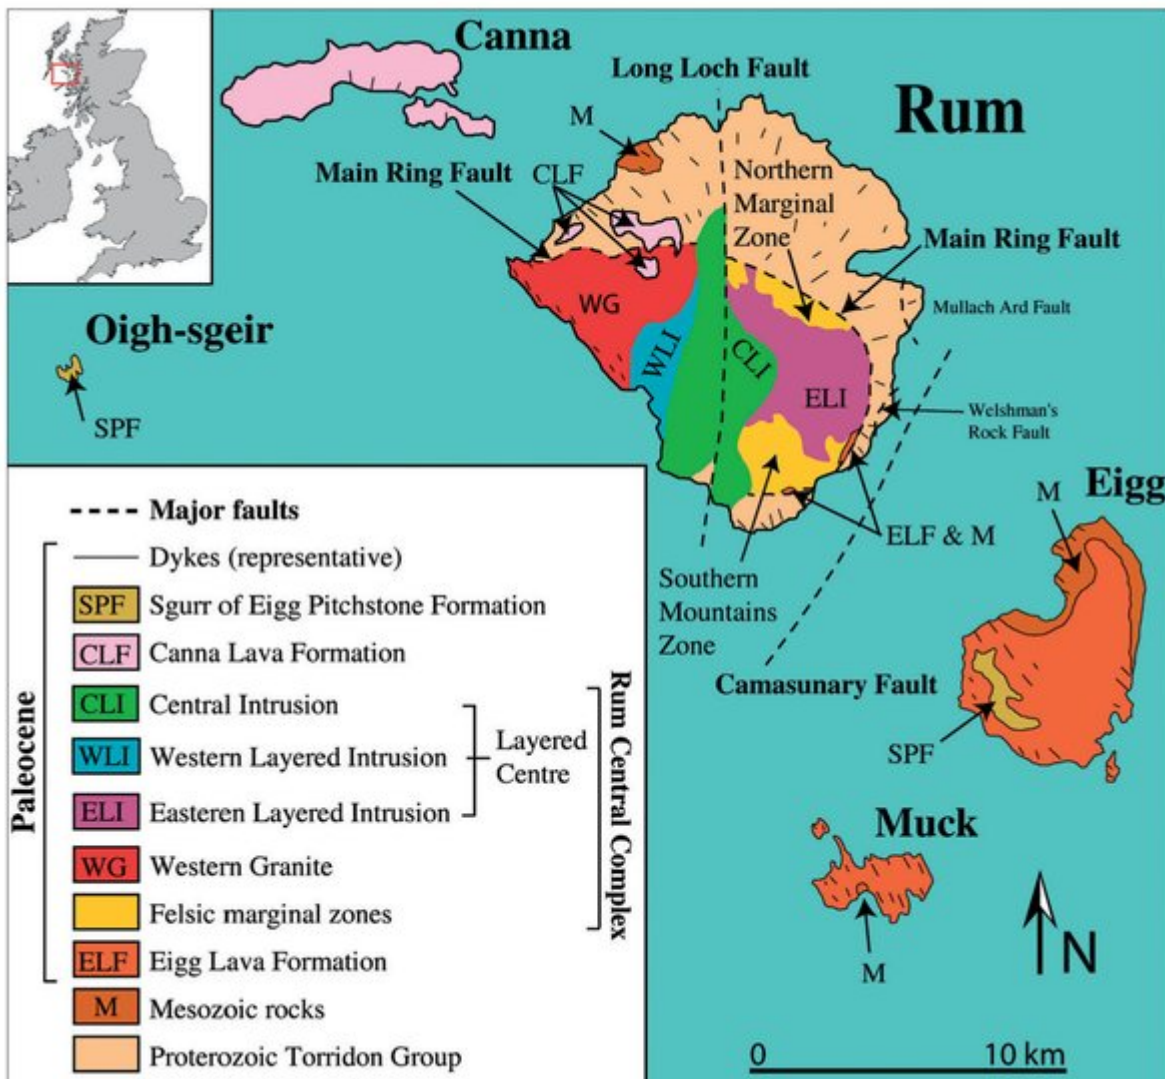 Canna
Long Loch Fault
Rum
M
Northern
Marginal
Zone
Main Ring Fault
CLF
Main Ring Fault
WG
Mullach Ard Fault
Oigh-sgeir
WLI
CLI
ELI
SPF
Welshman's
Rock Fault
Eigg
M
ELF & M
Southern
Mountains
Zone
Camasunary Fault
SPF
Muck
M
N
0 10 km
Major faults
Paleocene
Dykes (representative)
SPF Sgurr of Eigg Pitchstone Formation
CLF Canna Lava Formation
CLI Central Intrusion
WLI Western Layered Intrusion
ELI Easteren Layered Intrusion
Layered
Centre
Rum Central Complex
WG Western Granite
Felsic marginal zones
ELF Eigg Lava Formation
M Mesozoic rocks
Proterozoic Torridon Group